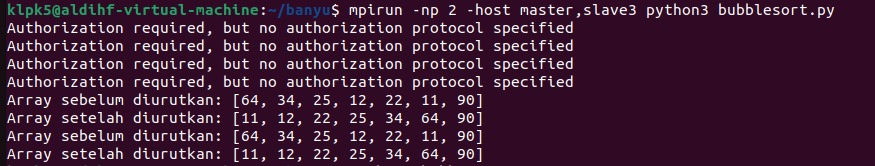 klpk5@aldihf-virtual-machine:~/banyu$ mpirun -np 2 -host master,slave3 python3 bubblesort.py
Authorization required, but no authorization protocol specified
Authorization required, but no authorization protocol specified
Authorization required, but no authorization protocol specified
Authorization required, but no authorization protocol specified
Array sebelum diurutkan: [64, 34, 25, 12, 22, 11, 90]
Array setelah diurutkan: [11, 12, 22, 25, 34, 64, 90]
Array sebelum diurutkan: [64, 34, 25, 12, 22, 11, 90]
Array setelah diurutkan: [11, 12, 22, 25, 34, 64, 90]